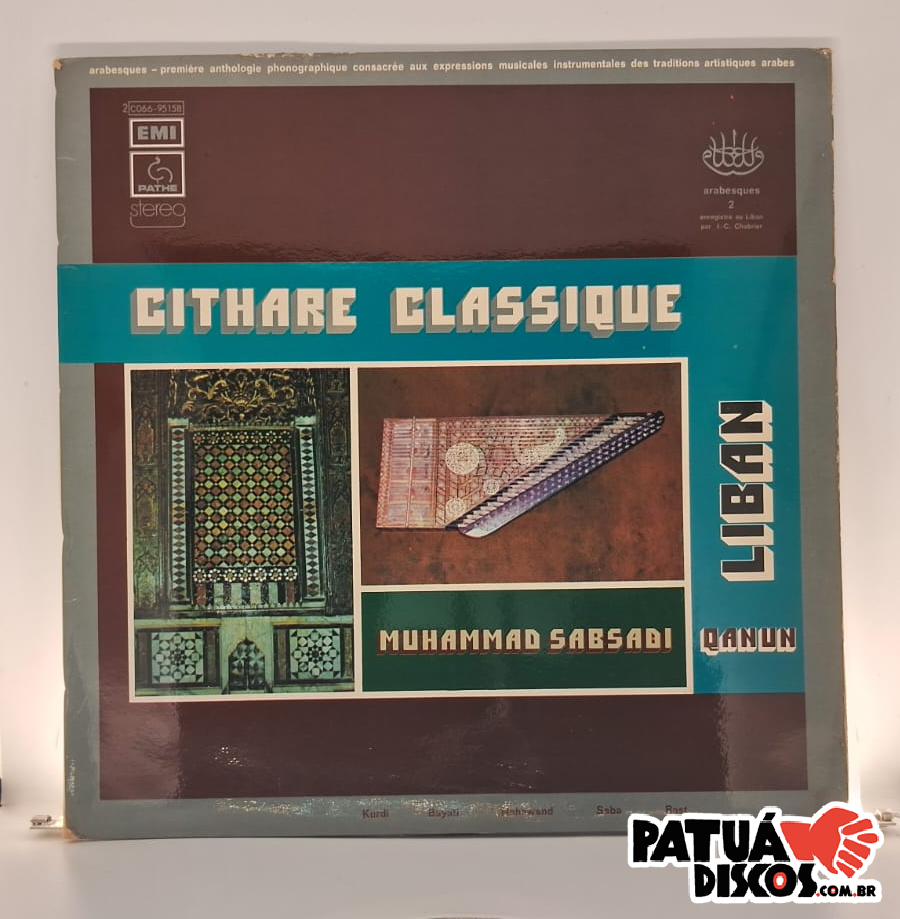 arabesques – première anthologie phonographique consacrée aux expressions musicales instrumentales des traditions artistiques arabes
2C066-95158
EMI
PATHE
stereo
arabesques
2
enregistré au Liban
par J.-C. Chabrier
CITHARE CLASSIQUE
LIBAN
MUHAMMAD SABSABI
QANUN
Kurdi Bayati Nahawand Saba Rast
PATUÁ
DISCOS.COM.BR